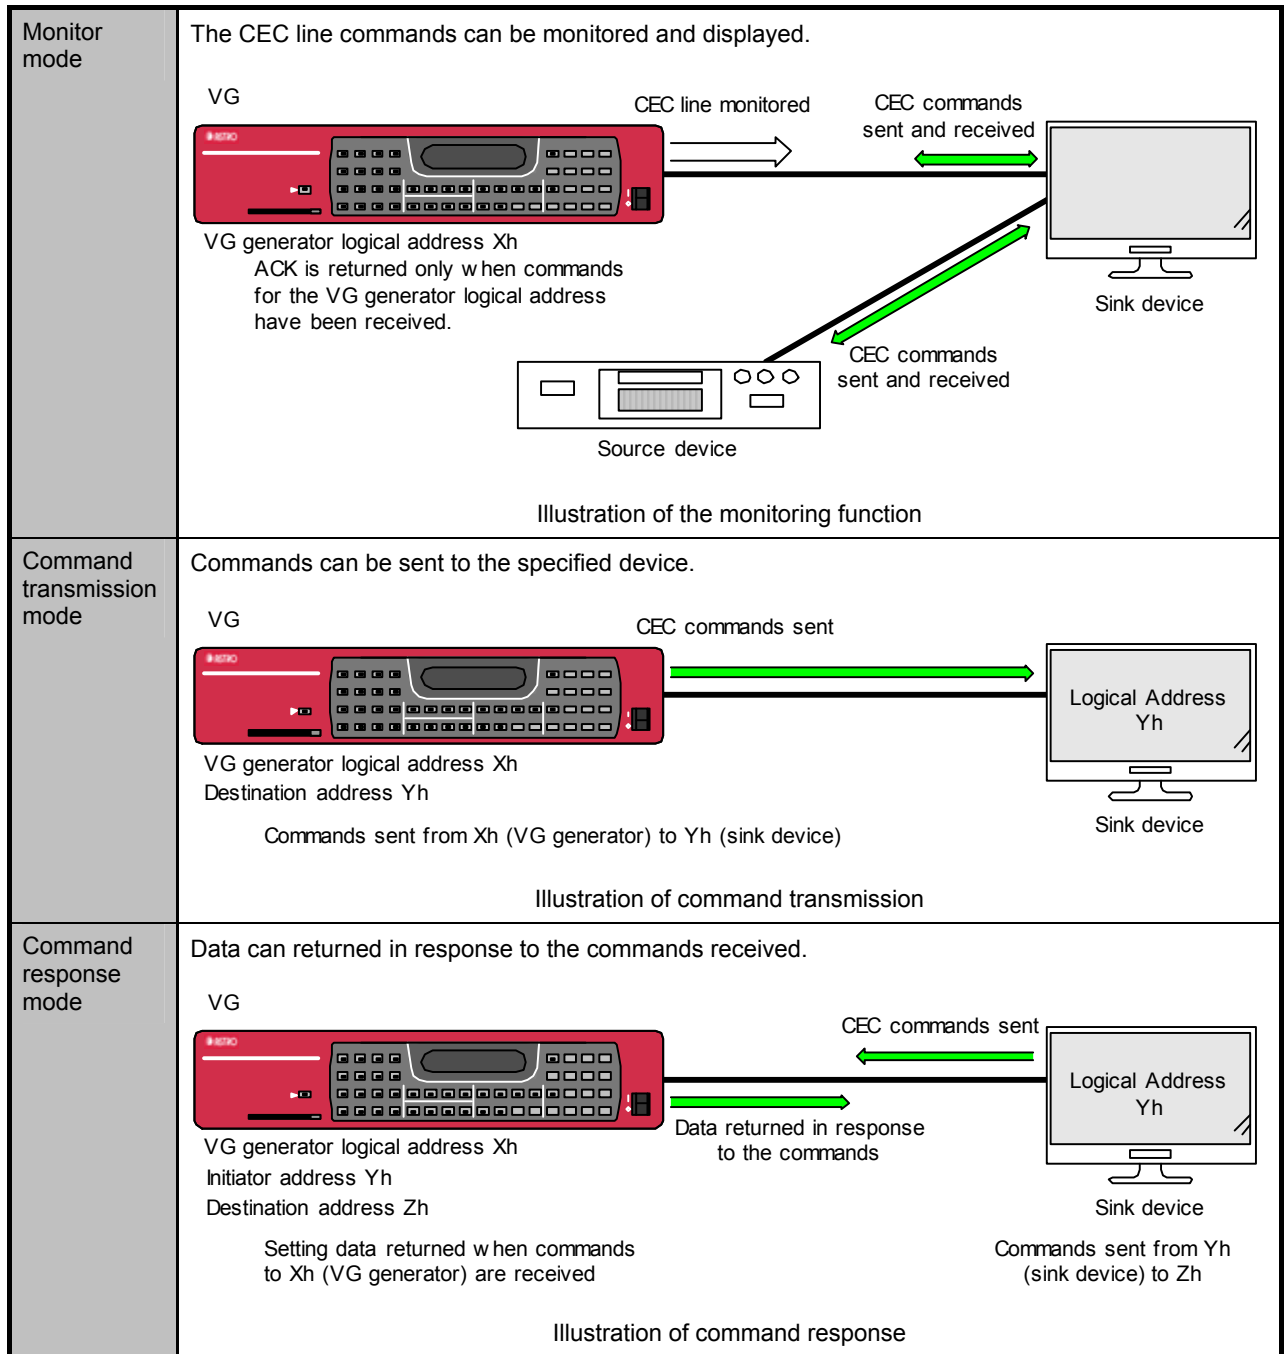 Monitor
mode
The CEC line commands can be monitored and displayed.
VG
CEC line monitored
CEC commands
sent and received
ASTRO
VG generator logical address Xh
ACK is returned only when commands
for the VG generator logical address
have been received.
Sink device
CEC commands
sent and received
Source device
Illustration of the monitoring function
Command
transmission
mode
Commands can be sent to the specified device.
VG
CEC commands sent
ASTRO
Logical Address
Yh
VG generator logical address Xh
Destination address Yh
Sink device
Commands sent from Xh (VG generator) to Yh (sink device)
Illustration of command transmission
Command
response
mode
Data can returned in response to the commands received.
VG
CEC commands sent
ASTRO
Logical Address
Yh
Data returned in response
to the commands
VG generator logical address Xh
Initiator address Yh
Destination address Zh
Sink device
Setting data returned when commands
to Xh (VG generator) are received
Commands sent from Yh
(sink device) to Zh
Illustration of command response